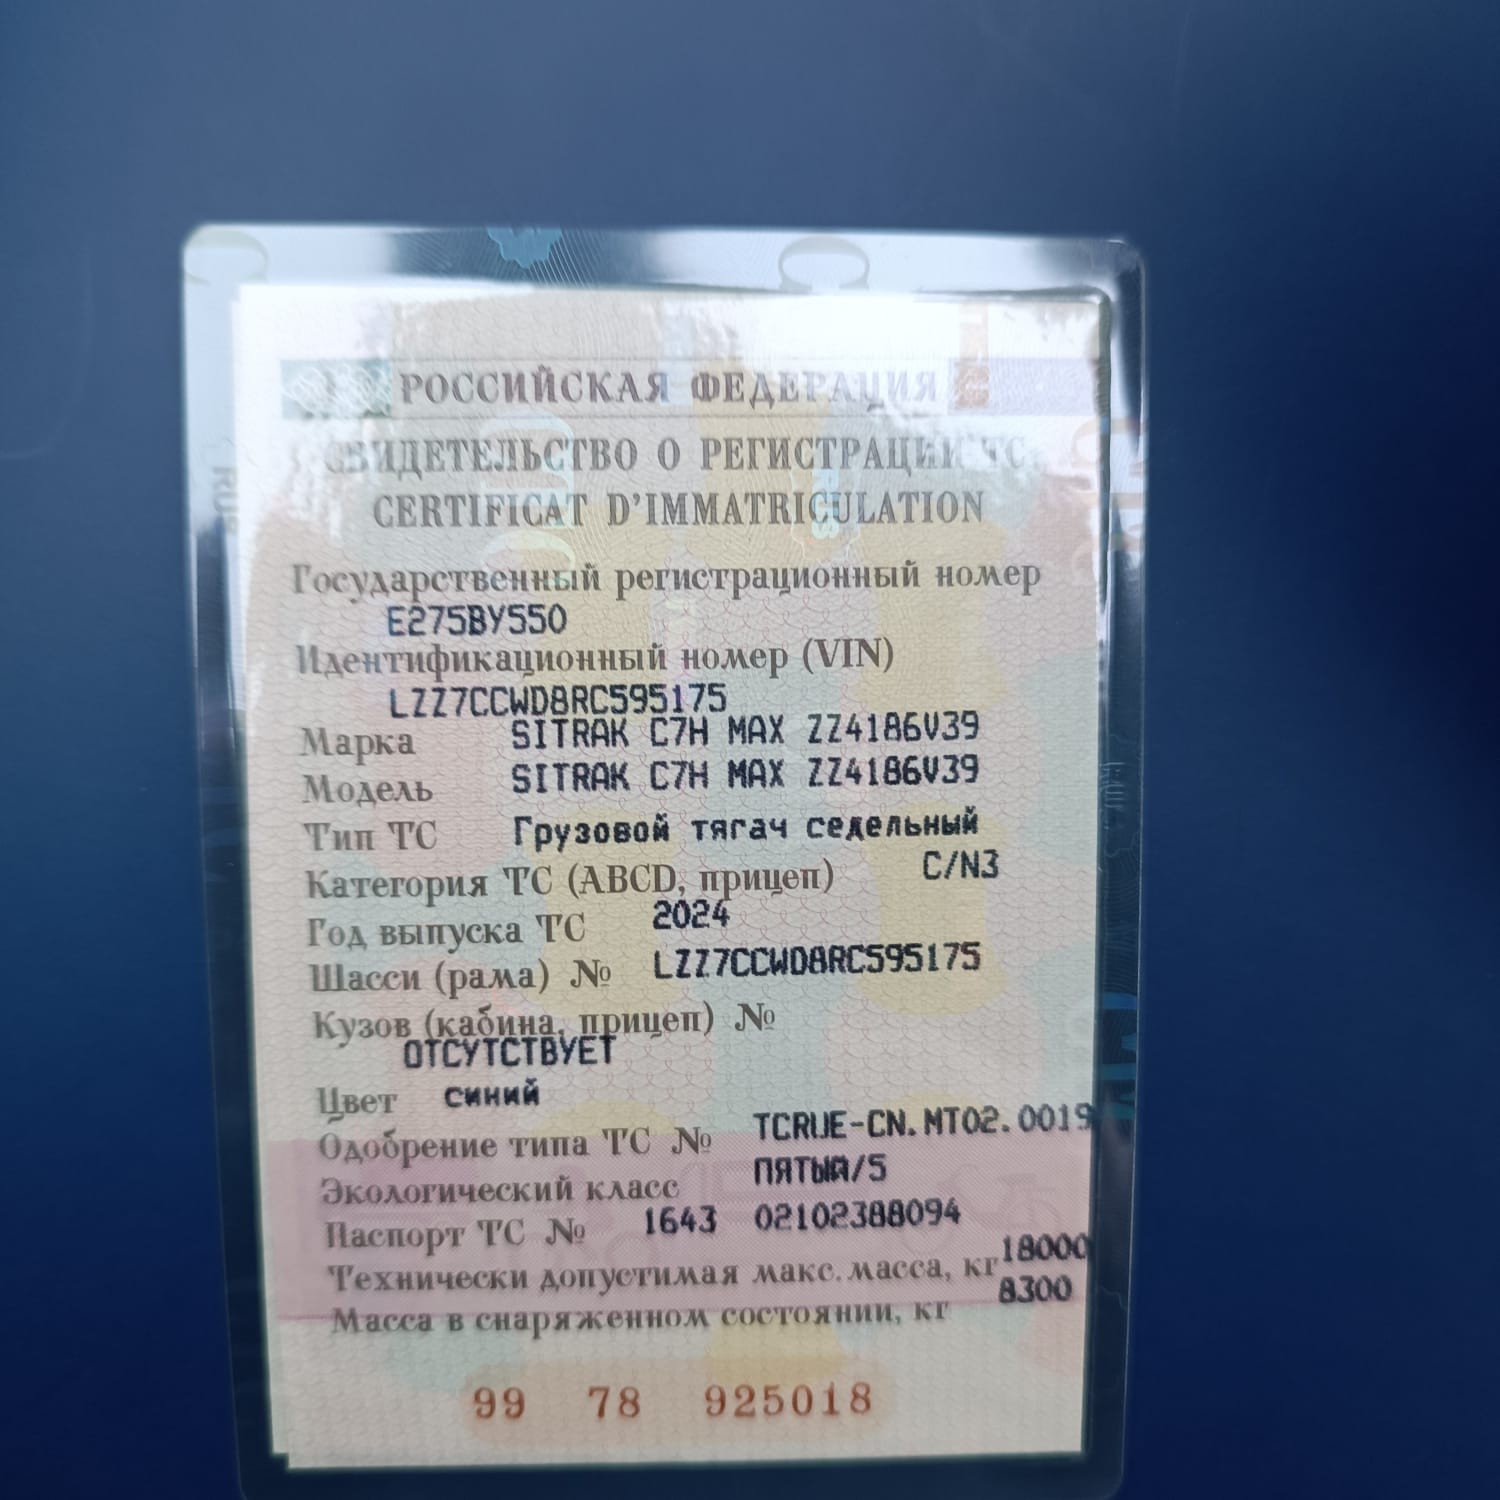 РОССИЙСКАЯ ФЕДЕРАЦИЯ
СВИДЕТЕЛЬСТВО О РЕГИСТРАЦИИ ТС
CERTIFICAT D'IMMATRICULATION
Государственный регистрационный номер
Е275ВУ550
Идентификационный номер (VIN)
LZZ7CCWD8RC595175
Марка SITRAK C7H MAX ZZ4186V39
Модель SITRAK C7H MAX ZZ4186V39
Тип ТС Грузовой тягач седельный
Категория ТС (ABCD, прицеп) C/N3
Год выпуска ТС 2024
Шасси (рама) № LZZ7CCWD8RC595175
Кузов (кабина, прицеп) №
ОТСУТСТВУЕТ
Цвет синий
Одобрение типа ТС № TCRUE-CN.MT02.0019
Экологический класс ПЯТЫЙ/5
Паспорт ТС № 1643 02102388094
Технически допустимая макс. масса, кг 18000
Масса в снаряженном состоянии, кг 8300
99 78 925018